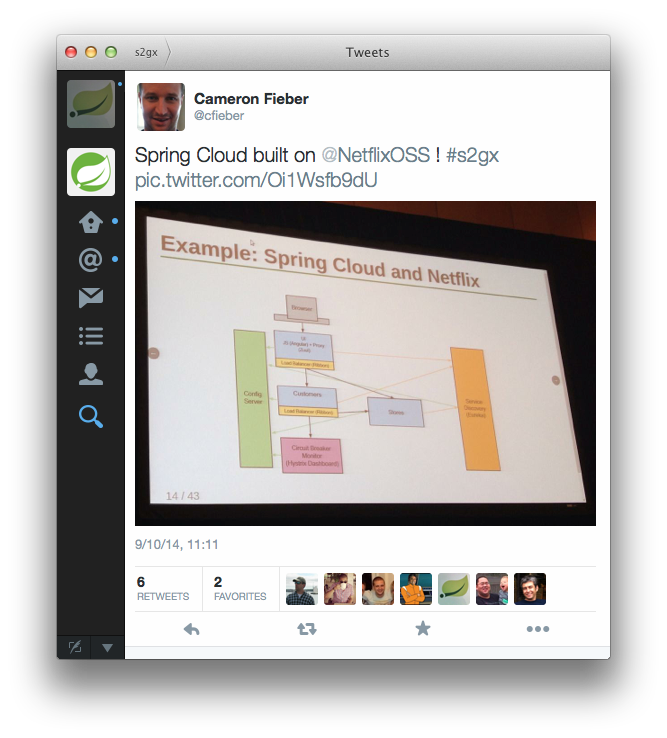 s2gx
Tweets
Cameron Fieber
@cfieber
Spring Cloud built on @NetflixOSS ! #s2gx
pic.twitter.com/Oi1Wsfb9dU
Example: Spring Cloud and Netflix
Browser
UI
JS (Angular) + Proxy
(Zuul)
Load Balancer (Ribbon)
Config
Server
Customers
Load Balancer (Ribbon)
Stores
Service
Discovery
(Eureka)
Circuit Breaker
Monitor
(Hystrix Dashboard)
14 / 43
9/10/14, 11:11
6
RETWEETS
2
FAVORITES